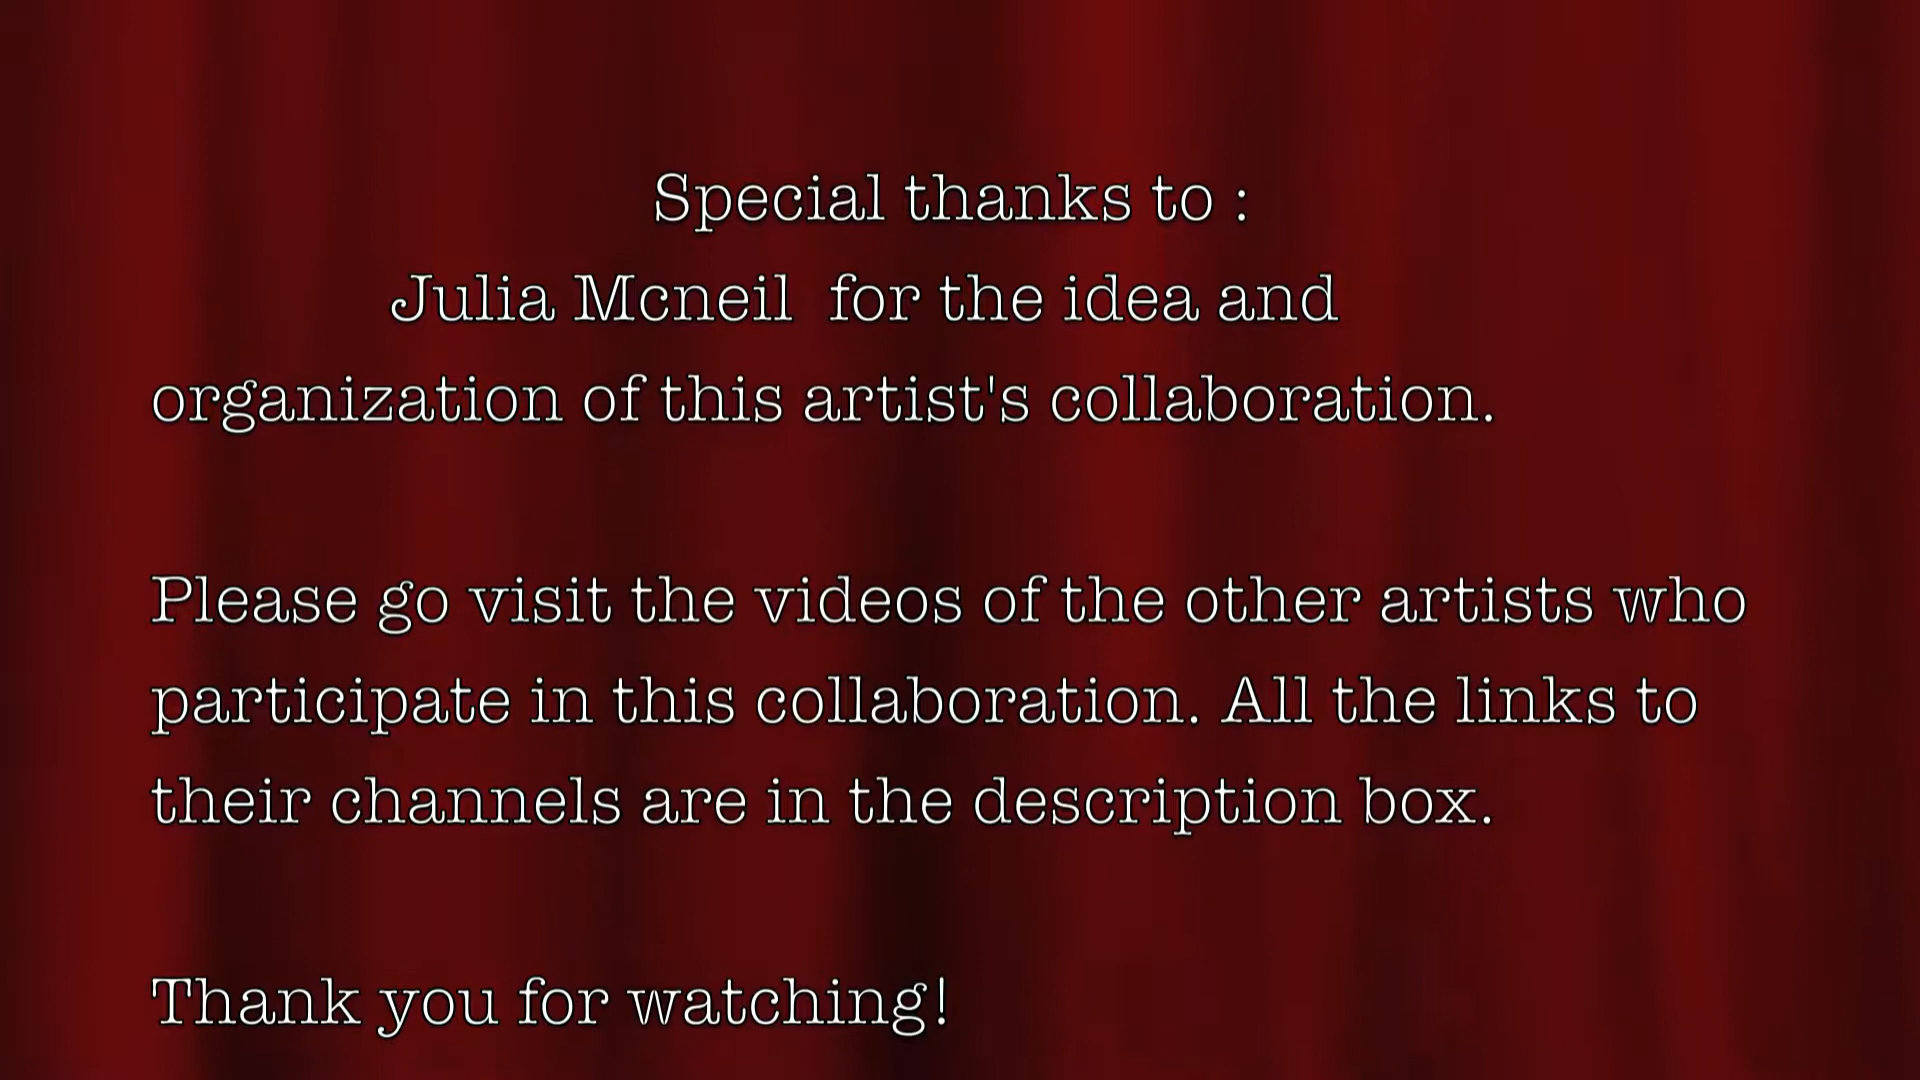 Special thanks to :
Julia Mcneil  for the idea and
organization of this artist's collaboration.
Please go visit the videos of the other artists who
participate in this collaboration. All the links to
their channels are in the description box.
Thank you for watching!